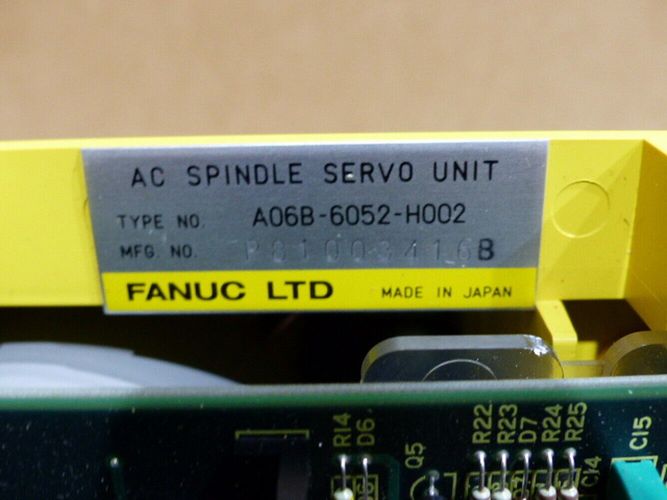 AC SPINDLE SERVO UNIT
TYPE NO. A06B-6052-H002
MFG. NO. P81003416B
FANUC LTD MADE IN JAPAN
R14
D6
Q5
R22
R23
D7
R24
R25
C14
C15